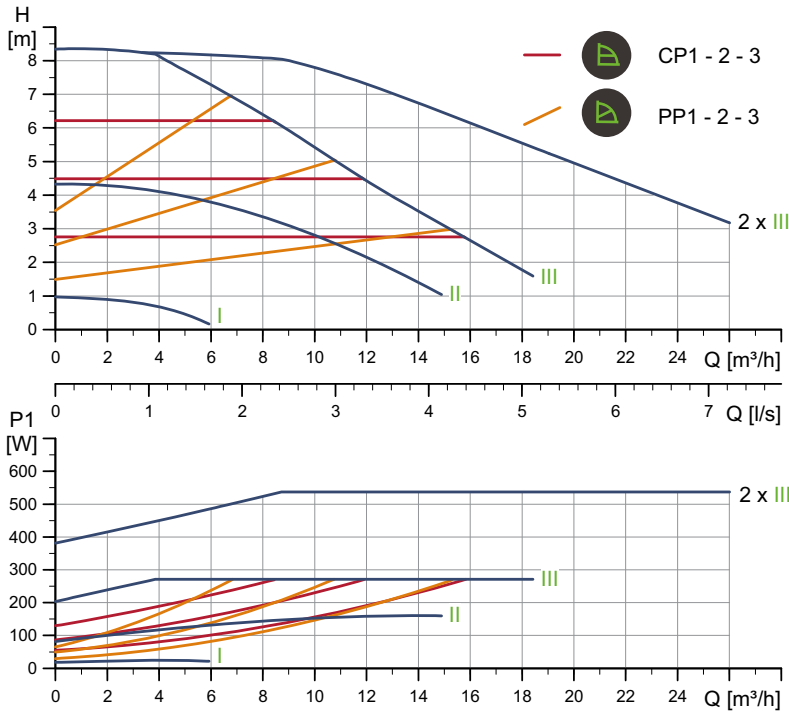 H
[m]
8
7
6
5
4
3
2
1
0
CP1 - 2 - 3
PP1 - 2 - 3
2 x III
III
II
I
0 2 4 6 8 10 12 14 16 18 20 22 24 Q [m³/h]
0 1 2 3 4 5 6 7 Q [l/s]
P1
[W]
600
500
400
300
200
100
0
2 x III
III
II
I
0 2 4 6 8 10 12 14 16 18 20 22 24 Q [m³/h]